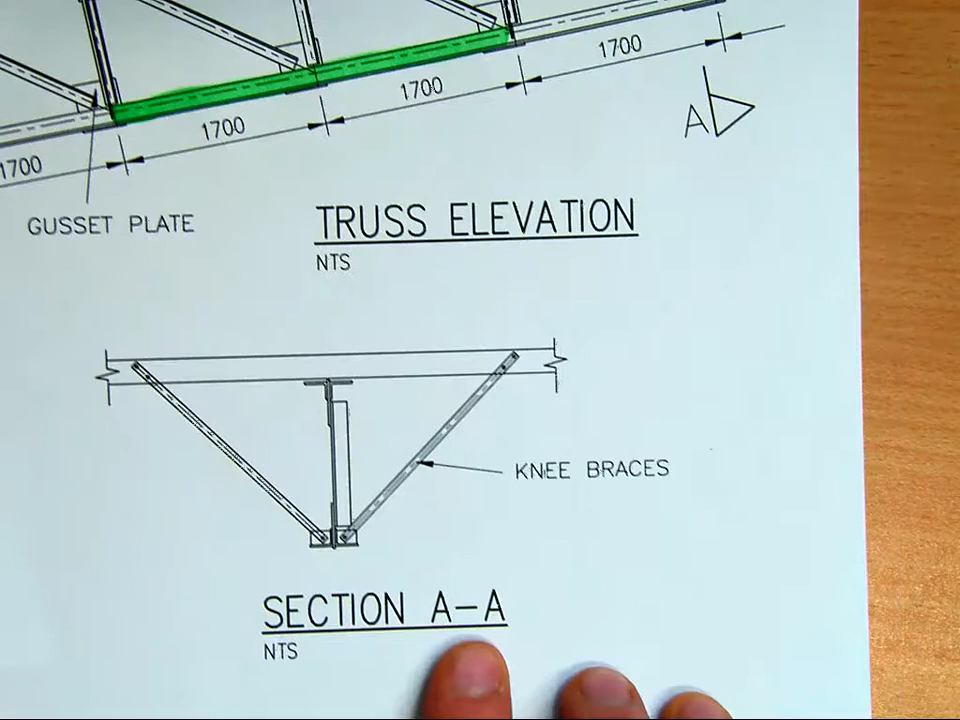 1700
1700
1700
1700
A
GUSSET PLATE
TRUSS ELEVATION
NTS
KNEE BRACES
SECTION A-A
NTS